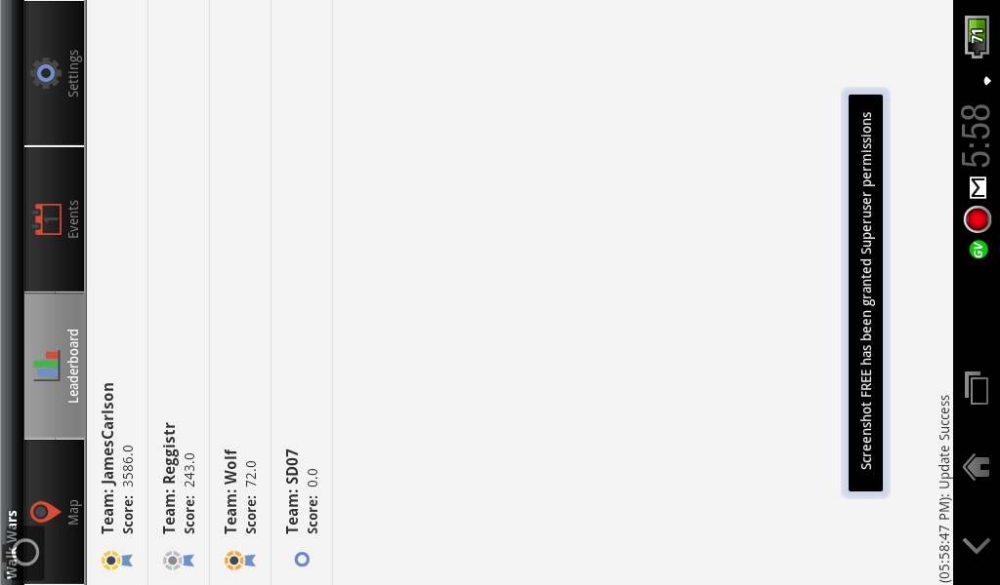 Walk Wars
Map
Leaderboard
Events
Settings
Team: JamesCarlson
Score: 3586.0
Team: Reggistr
Score: 243.0
Team: Wolf
Score: 72.0
Team: SD07
Score: 0.0
Screenshot FREE has been granted Superuser permissions
(05:58:47 PM): Update Success
GV
5:58
71